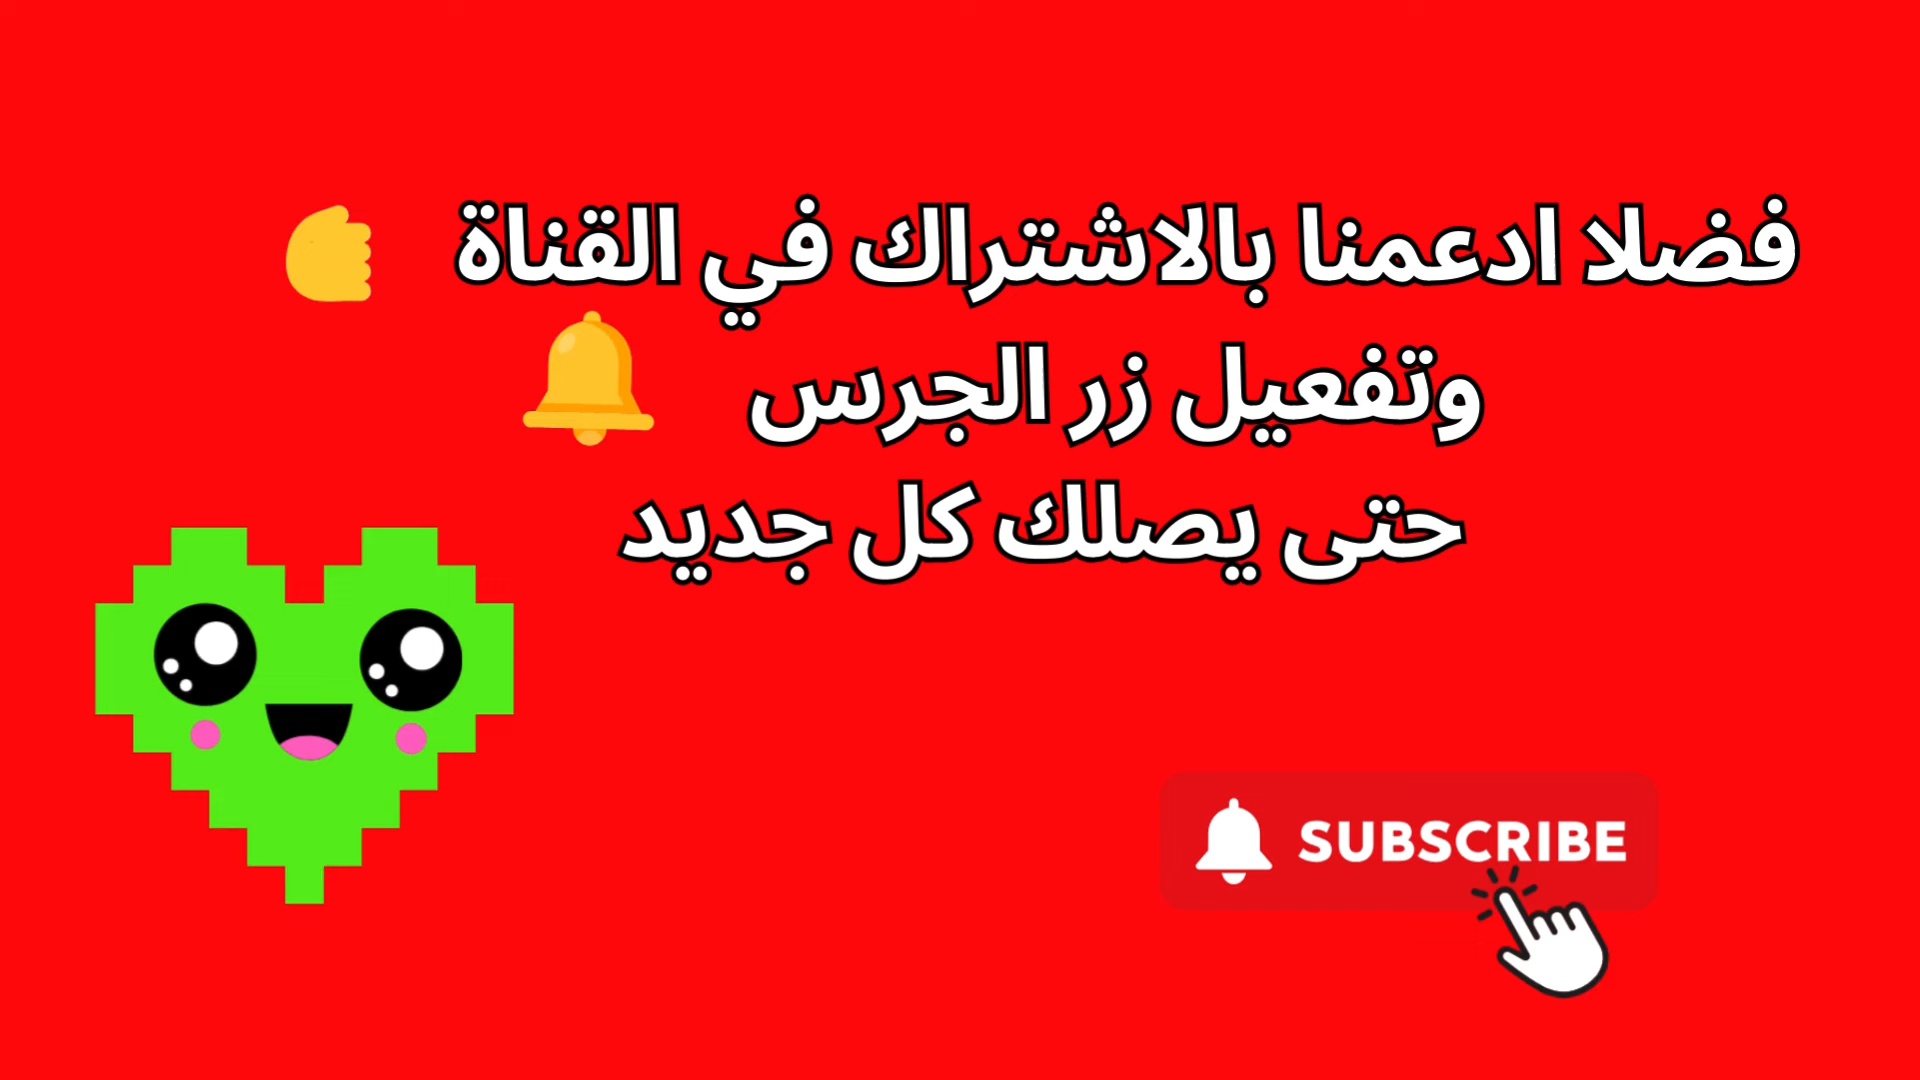 فضلا ادعمنا بالاشتراك في القناة
وتفعيل زر الجرس
حتى يصلك كل جديد
SUBSCRIBE